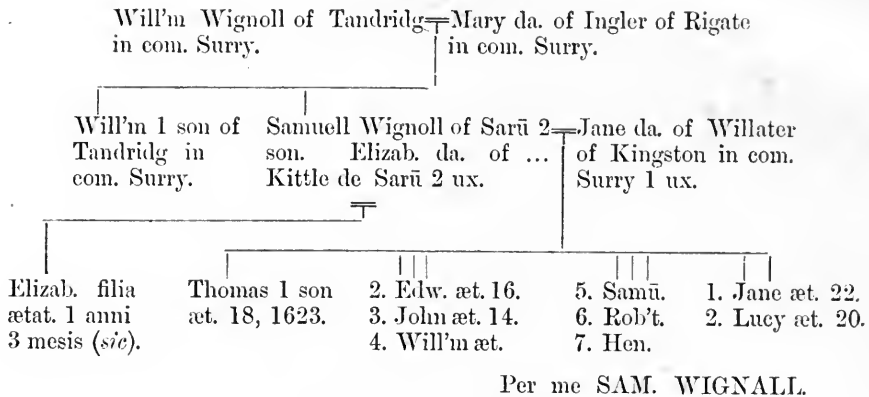 Will'm Wignoll of Tandridg
in com. Surry.
Mary da. of Ingler of Rigate
in com. Surry.
Will'm 1 son of
Tandridg in
com. Surry.
Samuell Wignoll of Sarū 2
son. Elizab. da. of ...
Kittle de Sarū 2 ux.
Jane da. of Willater
of Kingston in com.
Surry 1 ux.
Elizab. filia
ætat. 1 anni
3 mesis (sic).
Thomas 1 son
æt. 18, 1623.
2. Edw. æt. 16.
3. John æt. 14.
4. Will'm æt.
5. Samū.
6. Rob't.
7. Hen.
1. Jane æt. 22.
2. Lucy æt. 20.
Per me SAM. WIGNALL.